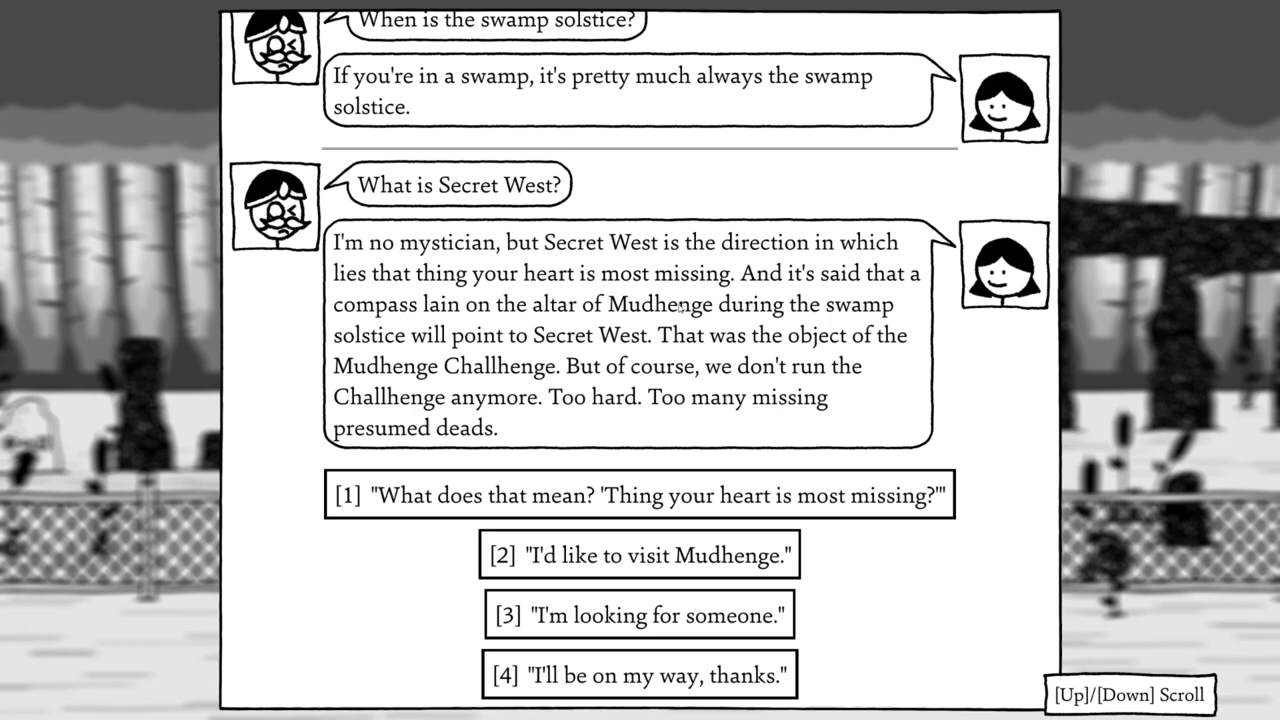 When is the swamp solstice?
If you're in a swamp, it's pretty much always the swamp
solstice.
What is Secret West?
I'm no mystician, but Secret West is the direction in which
lies that thing your heart is most missing. And it's said that a
compass lain on the altar of Mudhenge during the swamp
solstice will point to Secret West. That was the object of the
Mudhenge Challhenge. But of course, we don't run the
Challhenge anymore. Too hard. Too many missing
presumed deads.
[1] "What does that mean? 'Thing your heart is most missing?'"
[2] "I'd like to visit Mudhenge."
[3] "I'm looking for someone."
[4] "I'll be on my way, thanks."
[Up]/[Down] Scroll